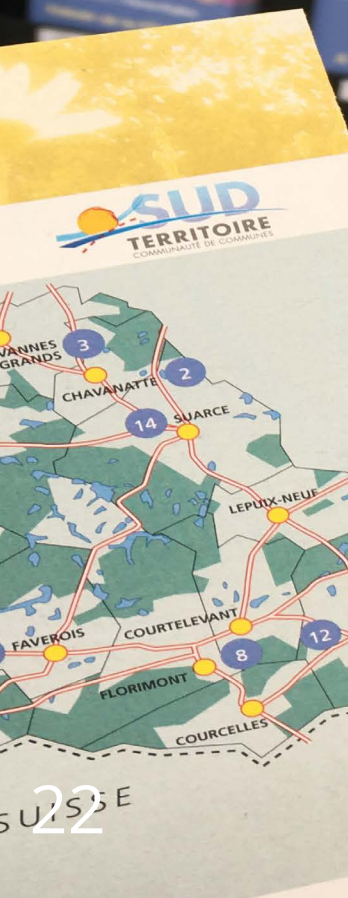 SUD
TERRITOIRE
COMMUNAUTÉ DE COMMUNES
VANNES
GRANDS
3
CHAVANATTE
2
14
SUARCE
LEPUIX-NEUF
FAVEROIS
COURTELEVANT
8
12
FLORIMONT
COURCELLES
SUISSE
22